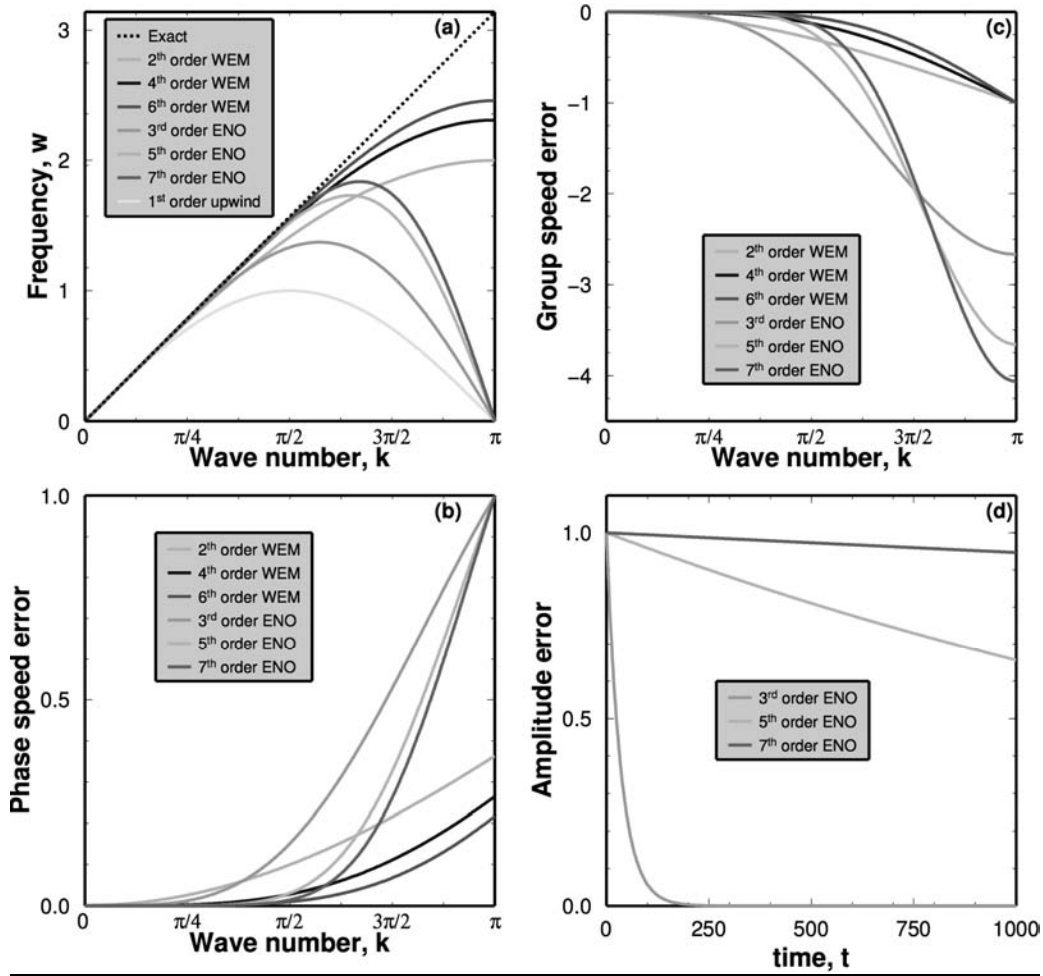 (a)
Exact
2th order WEM
4th order WEM
6th order WEM
3rd order ENO
5th order ENO
7th order ENO
1st order upwind
Frequency, w
3
2
1
0
0 π/4 π/2 3π/2 π
Wave number, k
(c)
2th order WEM
4th order WEM
6th order WEM
3rd order ENO
5th order ENO
7th order ENO
Group speed error
0
−1
−2
−3
−4
0 π/4 π/2 3π/2 π
Wave number, k
(b)
2th order WEM
4th order WEM
6th order WEM
3rd order ENO
5th order ENO
7th order ENO
Phase speed error
1.0
0.5
0.0
0 π/4 π/2 3π/2 π
Wave number, k
(d)
3rd order ENO
5th order ENO
7th order ENO
Amplitude error
1.0
0.5
0.0
0 250 500 750 1000
time, t